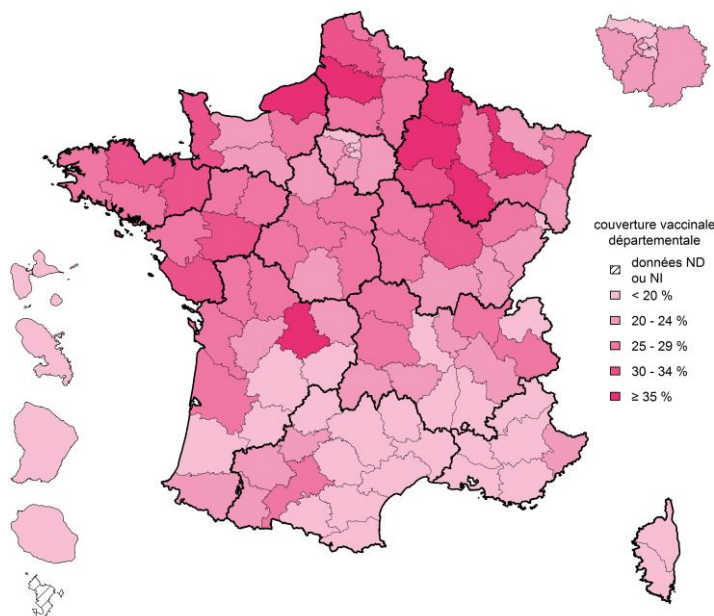 couverture vaccinale
départementale
données ND
ou NI
< 20 %
20 - 24 %
25 - 29 %
30 - 34 %
≥ 35 %